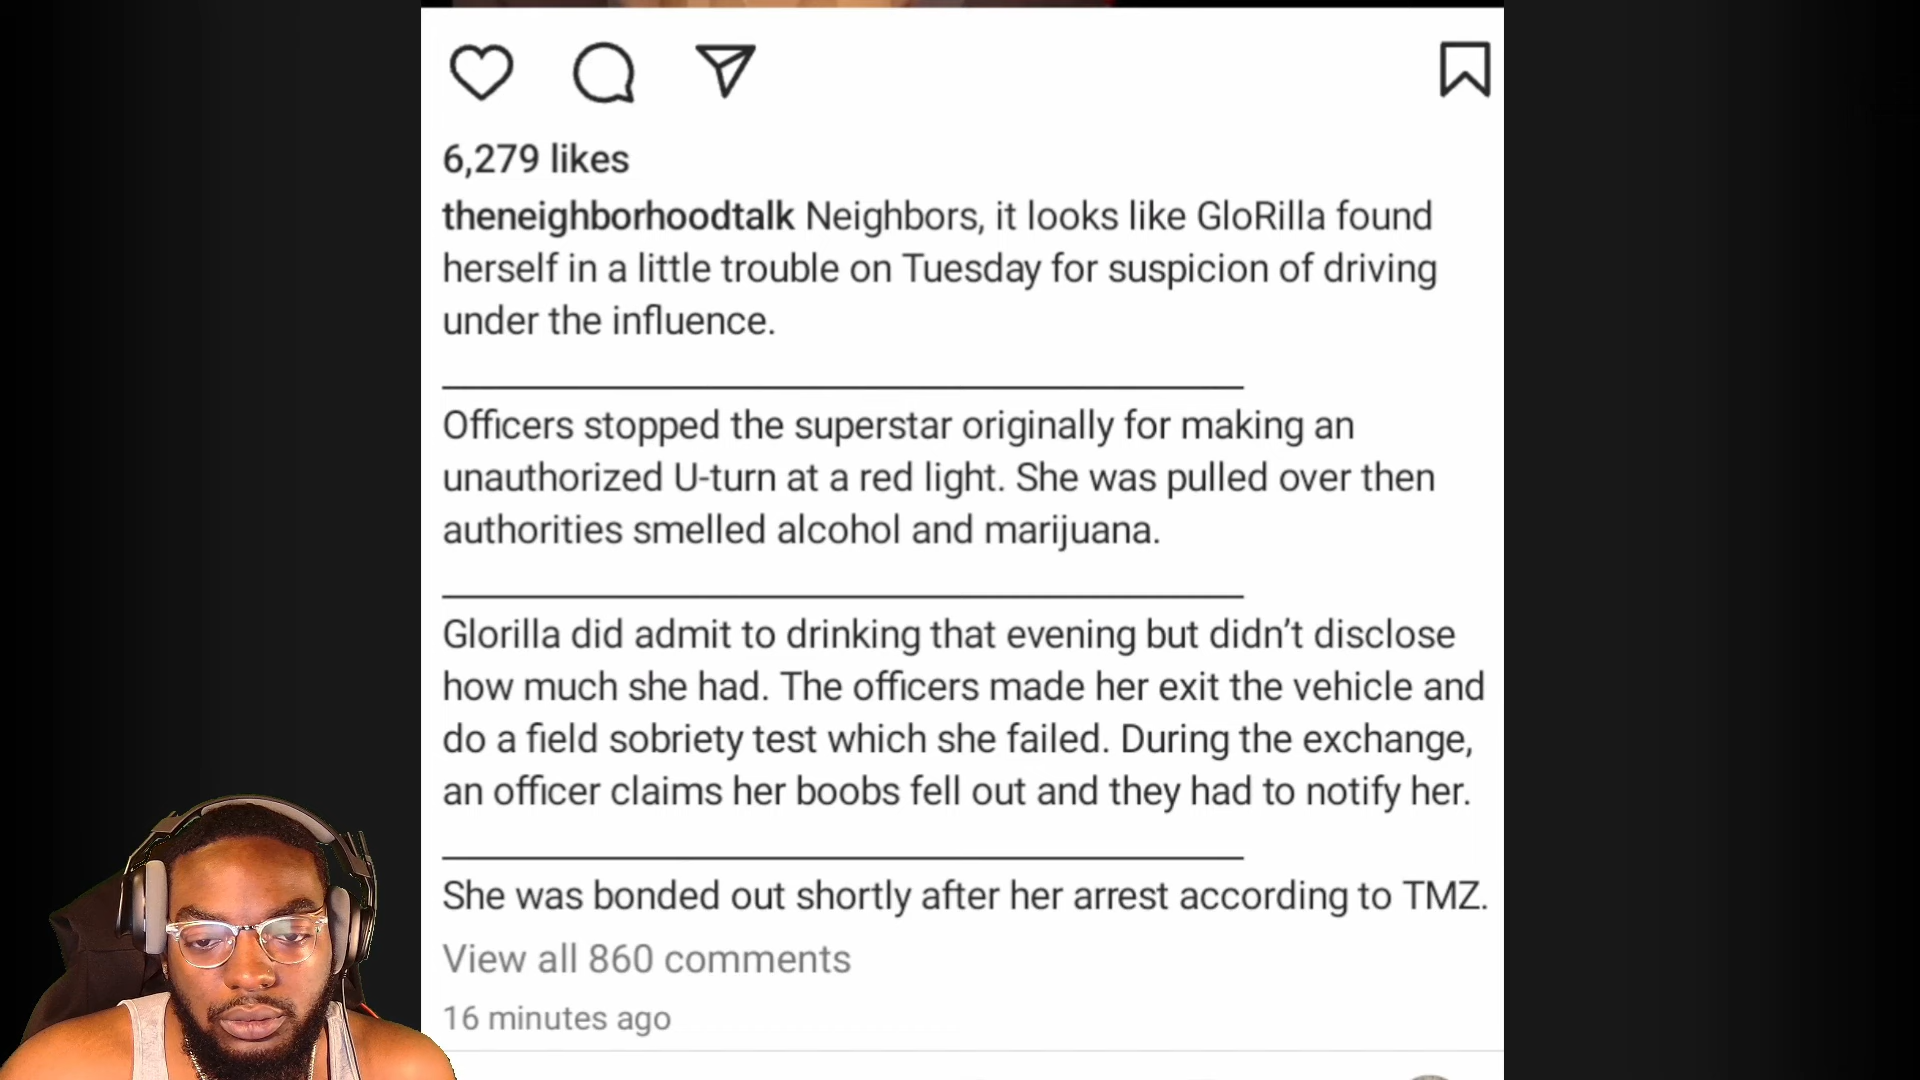 6,279 likes
theneighborhoodtalk Neighbors, it looks like GloRilla found
herself in a little trouble on Tuesday for suspicion of driving
under the influence.
Officers stopped the superstar originally for making an
unauthorized U-turn at a red light. She was pulled over then
authorities smelled alcohol and marijuana.
Glorilla did admit to drinking that evening but didn’t disclose
how much she had. The officers made her exit the vehicle and
do a field sobriety test which she failed. During the exchange,
an officer claims her boobs fell out and they had to notify her.
She was bonded out shortly after her arrest according to TMZ.
View all 860 comments
16 minutes ago